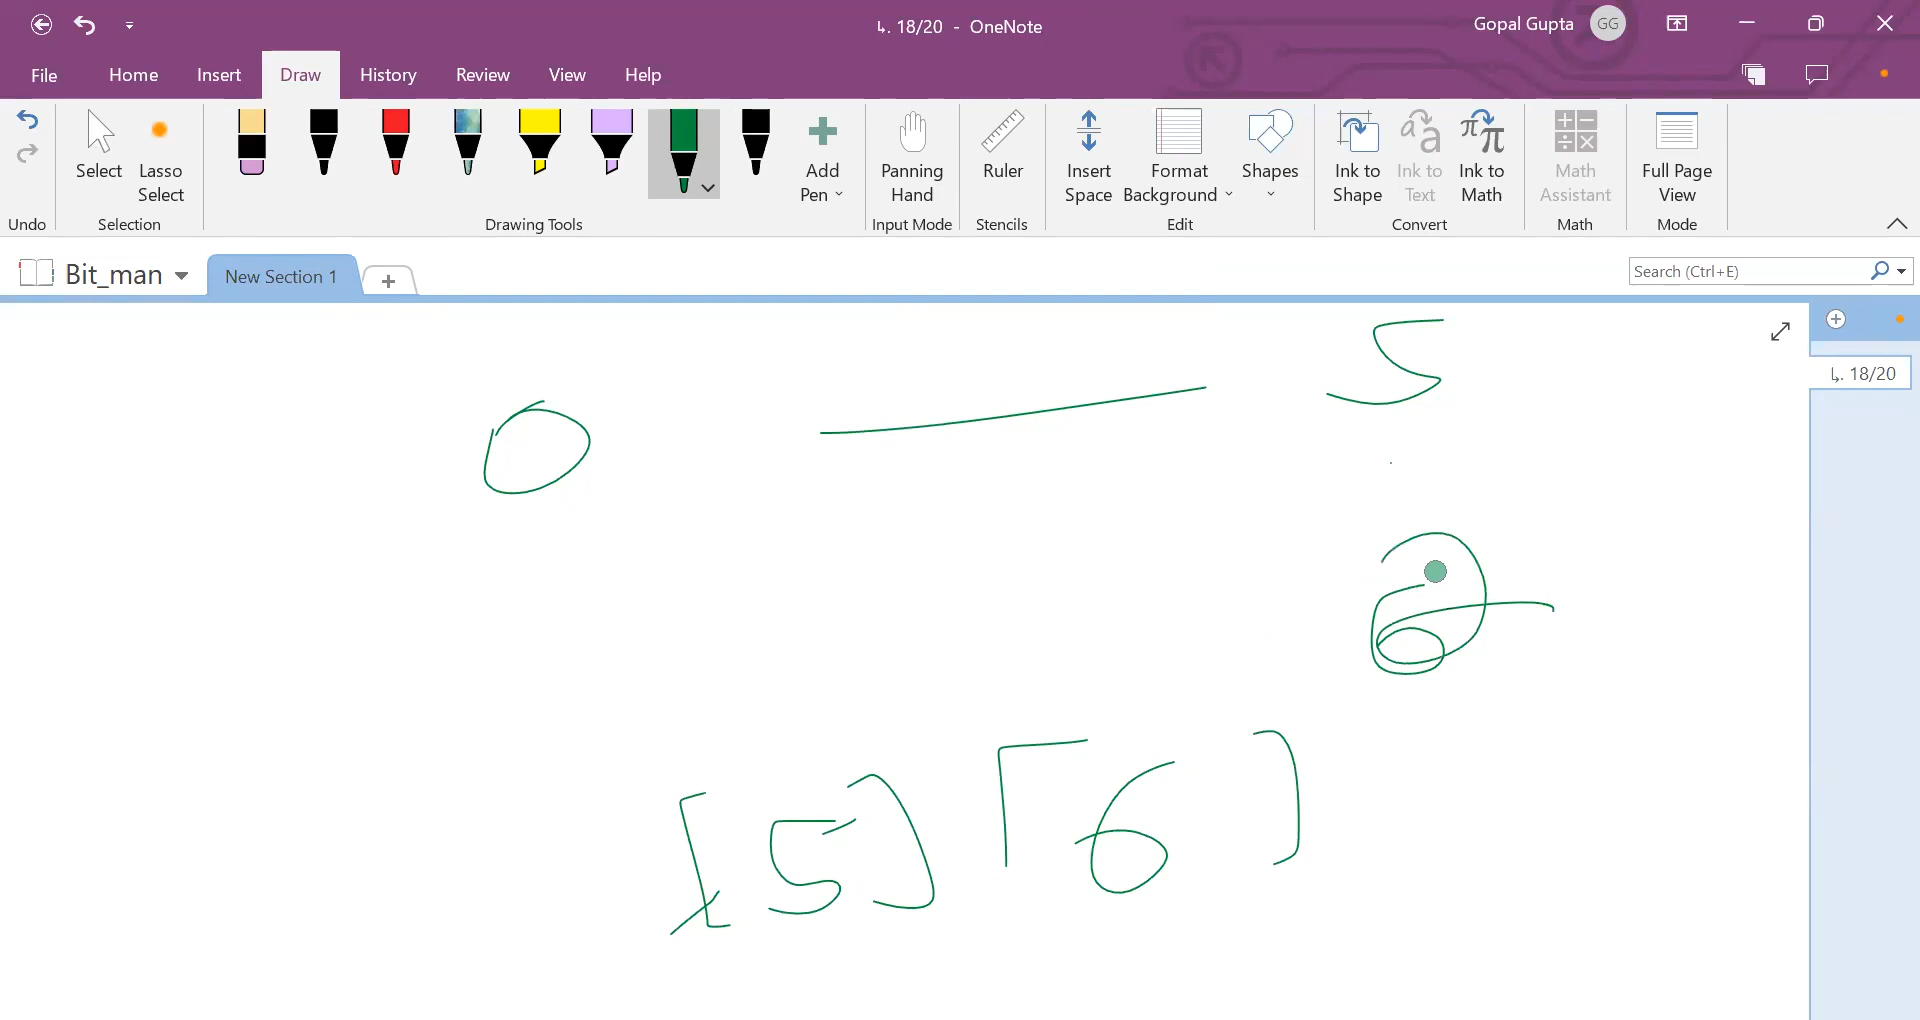 ↳. 18/20 - OneNote
Gopal Gupta GG
File Home Insert Draw History Review View Help
Select
Lasso Select
Add Pen
Panning Hand
Ruler
Insert Space
Format Background
Shapes
Ink to Shape
Ink to Text
Ink to Math
Math Assistant
Full Page View
Undo Selection Drawing Tools Input Mode Stencils Edit Convert Math Mode
Bit_man New Section 1 + Search (Ctrl+E)
↳. 18/20
0 — 5
6
[5] [6]